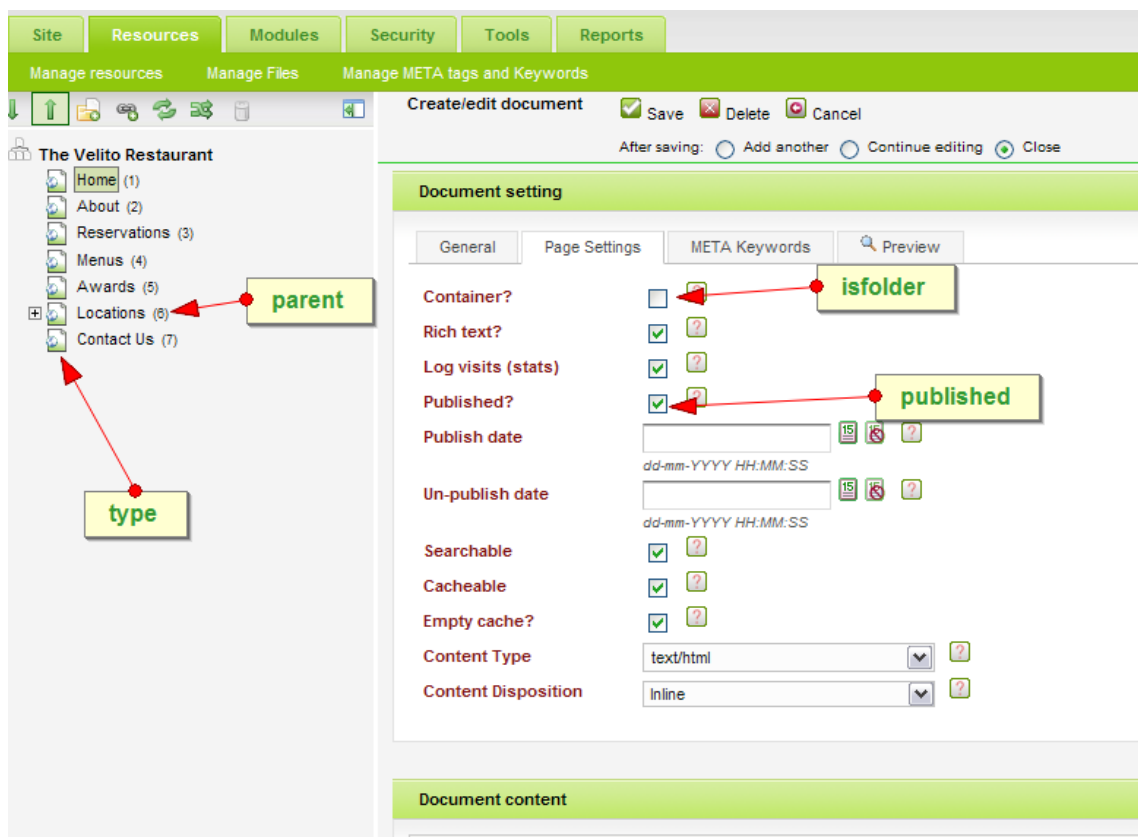 Site Resources Modules Security Tools Reports
Manage resources Manage Files Manage META tags and Keywords
Create/edit document Save Delete Cancel
After saving: Add another Continue editing Close
The Velito Restaurant
Home (1)
About (2)
Reservations (3)
Menus (4)
Awards (5)
Locations (6)
Contact Us (7)
parent
type
Document setting
General Page Settings META Keywords Preview
Container?
isfolder
Rich text?
Log visits (stats)
Published?
published
Publish date
dd-mm-YYYY HH:MM:SS
Un-publish date
dd-mm-YYYY HH:MM:SS
Searchable
Cacheable
Empty cache?
Content Type text/html
Content Disposition Inline
Document content